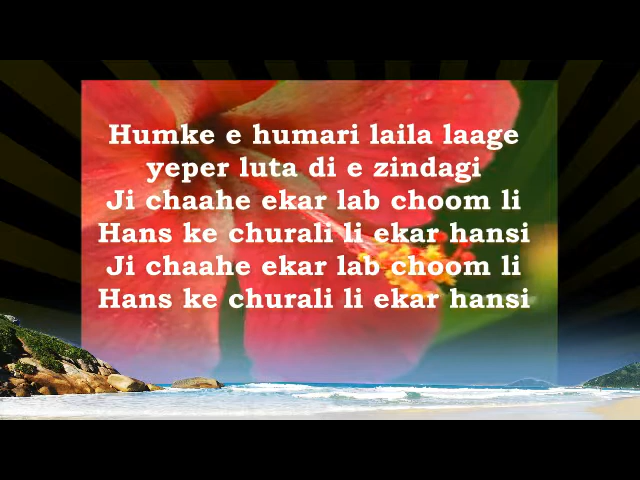 Humke e humari laila laage
yeper luta di e zindagi
Ji chaahe ekar lab choom li
Hans ke churali li ekar hansi
Ji chaahe ekar lab choom li
Hans ke churali li ekar hansi